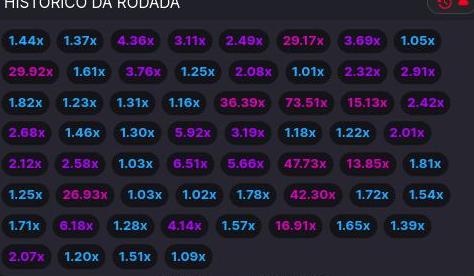 HISTÓRICO DA RODADA
1.44x 1.37x 4.36x 3.11x 2.49x 29.17x 3.69x 1.05x
29.92x 1.61x 3.76x 1.25x 2.08x 1.01x 2.32x 2.91x
1.82x 1.23x 1.31x 1.16x 36.39x 73.51x 15.13x 2.42x
2.68x 1.46x 1.30x 5.92x 3.19x 1.18x 1.22x 2.01x
2.12x 2.58x 1.03x 6.51x 5.66x 47.73x 13.85x 1.81x
1.25x 26.93x 1.03x 1.02x 1.78x 42.30x 1.72x 1.54x
1.71x 6.18x 1.28x 4.14x 1.57x 16.91x 1.65x 1.39x
2.07x 1.20x 1.51x 1.09x